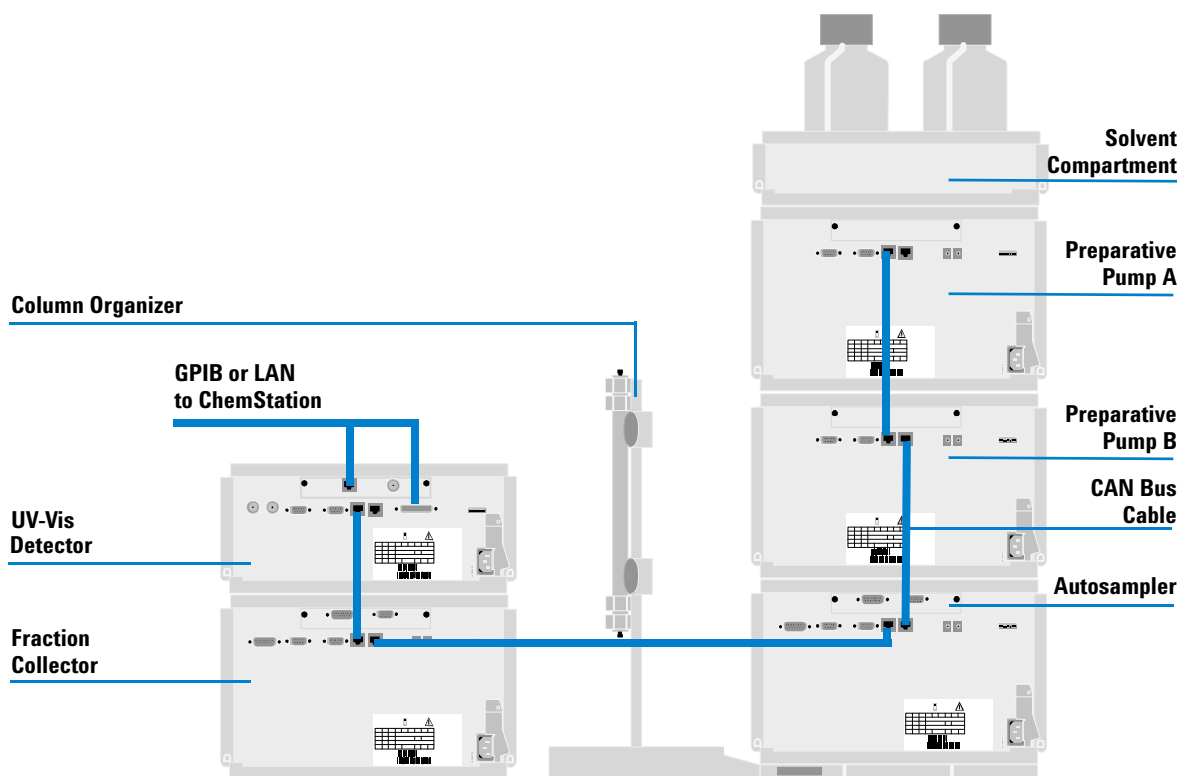 Solvent
Compartment
Preparative
Pump A
Column Organizer
GPIB or LAN
to ChemStation
Preparative
Pump B
CAN Bus
Cable
UV-Vis
Detector
Autosampler
Fraction
Collector